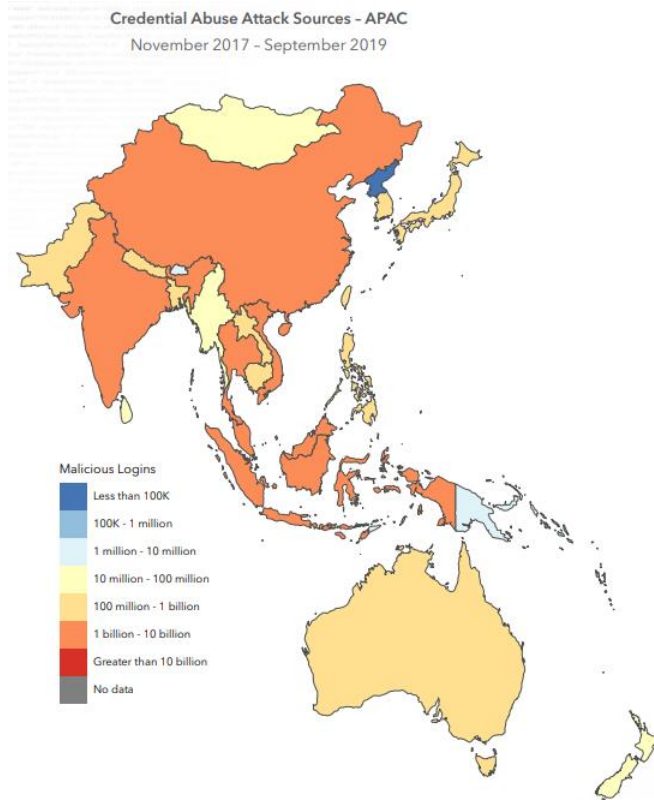 Credential Abuse Attack Sources – APAC
November 2017 – September 2019
Malicious Logins
Less than 100K
100K - 1 million
1 million - 10 million
10 million - 100 million
100 million - 1 billion
1 billion - 10 billion
Greater than 10 billion
No data